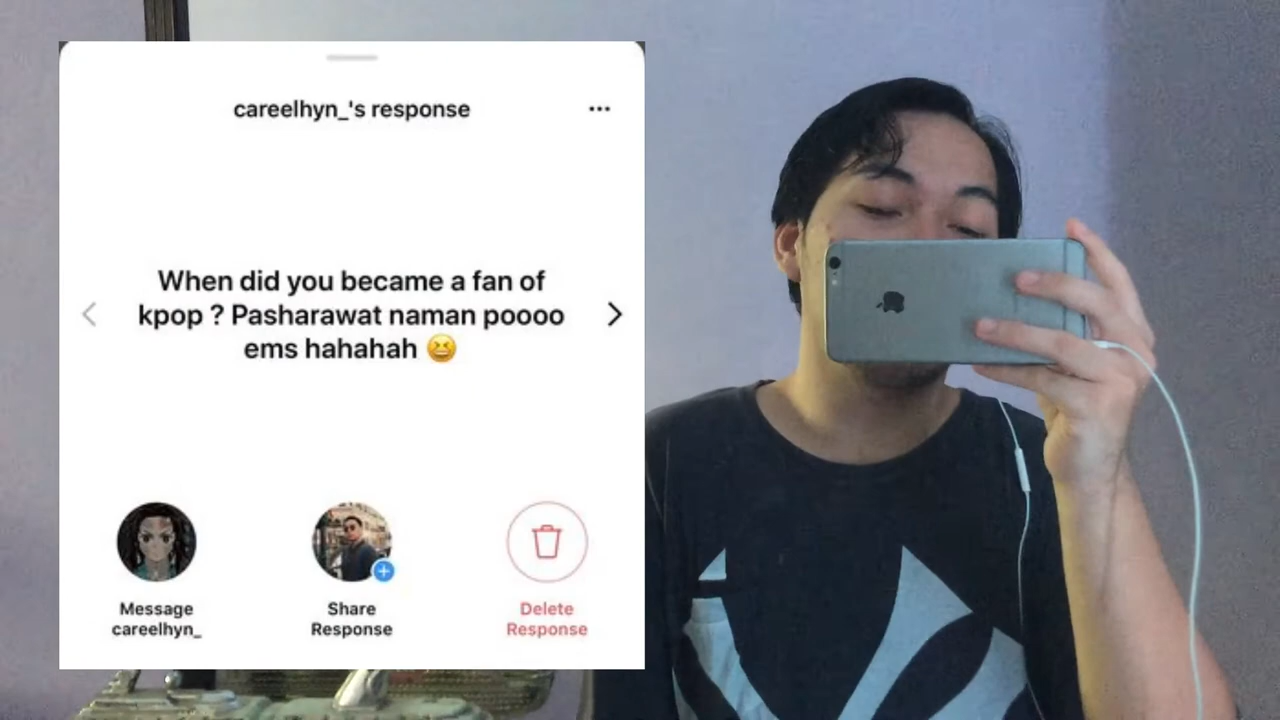 careelhyn_'s response
When did you became a fan of
kpop ? Pasharawat naman poooo
ems hahahah 😆
Message
careelhyn_
Share
Response
Delete
Response